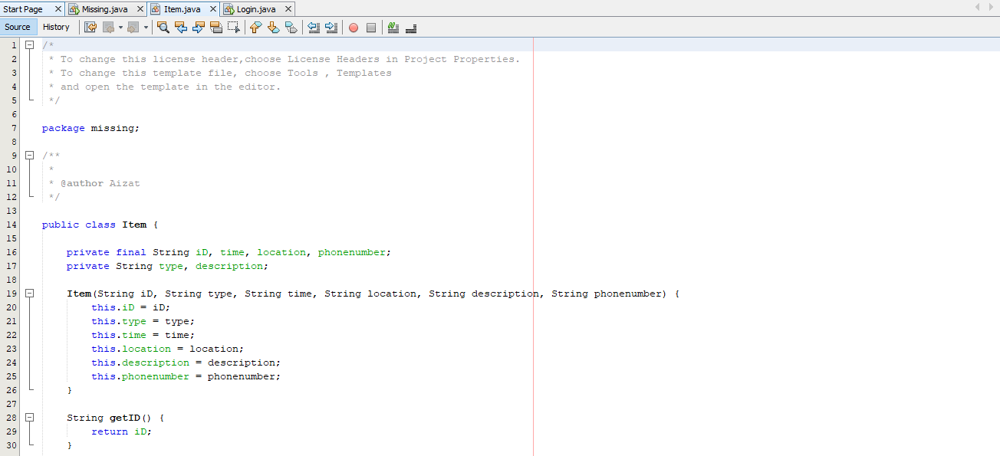 Start Page Missing.java Item.java Login.java
Source History
1 /*
2  * To change this license header,choose License Headers in Project Properties.
3  * To change this template file, choose Tools , Templates
4  * and open the template in the editor.
5  */
6
7 package missing;
8
9 /**
10  *
11  * @author Aizat
12  */
13
14 public class Item {
15
16     private final String iD, time, location, phonenumber;
17     private String type, description;
18
19     Item(String iD, String type, String time, String location, String description, String phonenumber) {
20         this.iD = iD;
21         this.type = type;
22         this.time = time;
23         this.location = location;
24         this.description = description;
25         this.phonenumber = phonenumber;
26     }
27
28     String getID() {
29         return iD;
30     }